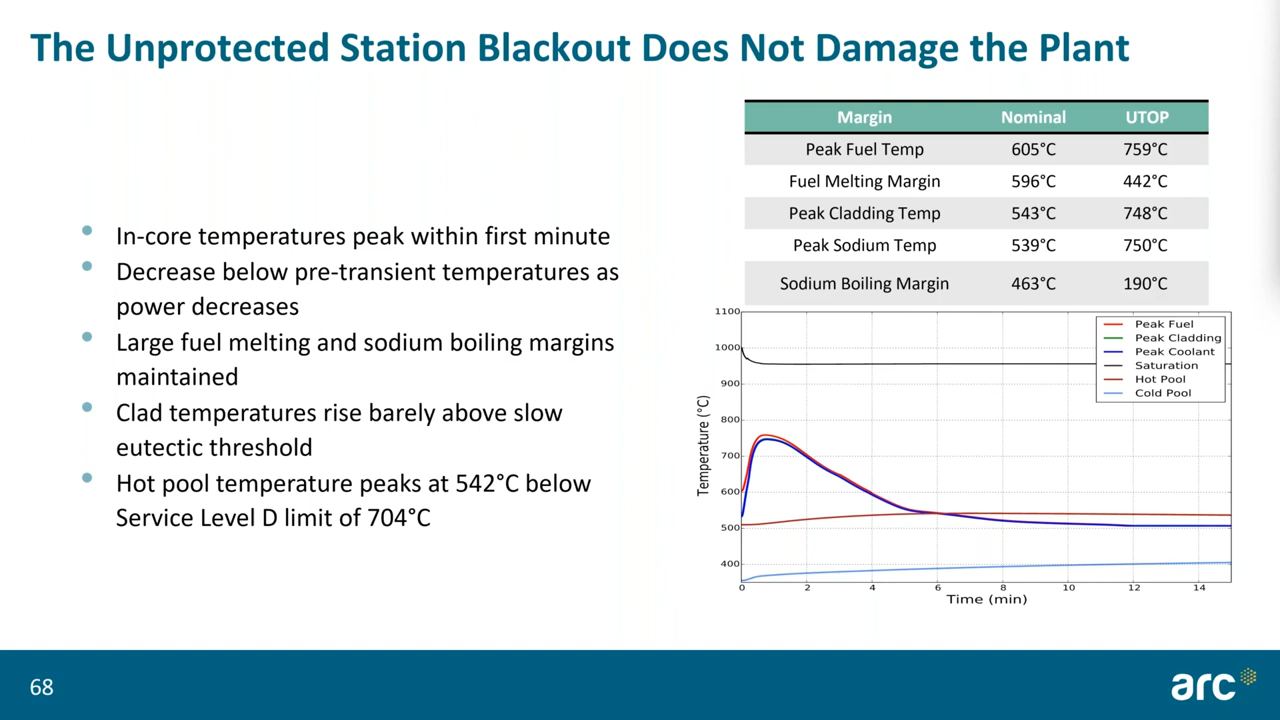 The Unprotected Station Blackout Does Not Damage the Plant
• In-core temperatures peak within first minute
• Decrease below pre-transient temperatures as
power decreases
• Large fuel melting and sodium boiling margins
maintained
• Clad temperatures rise barely above slow
eutectic threshold
• Hot pool temperature peaks at 542°C below
Service Level D limit of 704°C
Margin Nominal UTOP
Peak Fuel Temp 605°C 759°C
Fuel Melting Margin 596°C 442°C
Peak Cladding Temp 543°C 748°C
Peak Sodium Temp 539°C 750°C
Sodium Boiling Margin 463°C 190°C
1100
1000
900
800
700
600
500
400
Temperature (°C)
Peak Fuel
Peak Cladding
Peak Coolant
Saturation
Hot Pool
Cold Pool
0 2 4 6 8 10 12 14
Time (min)
68
arc